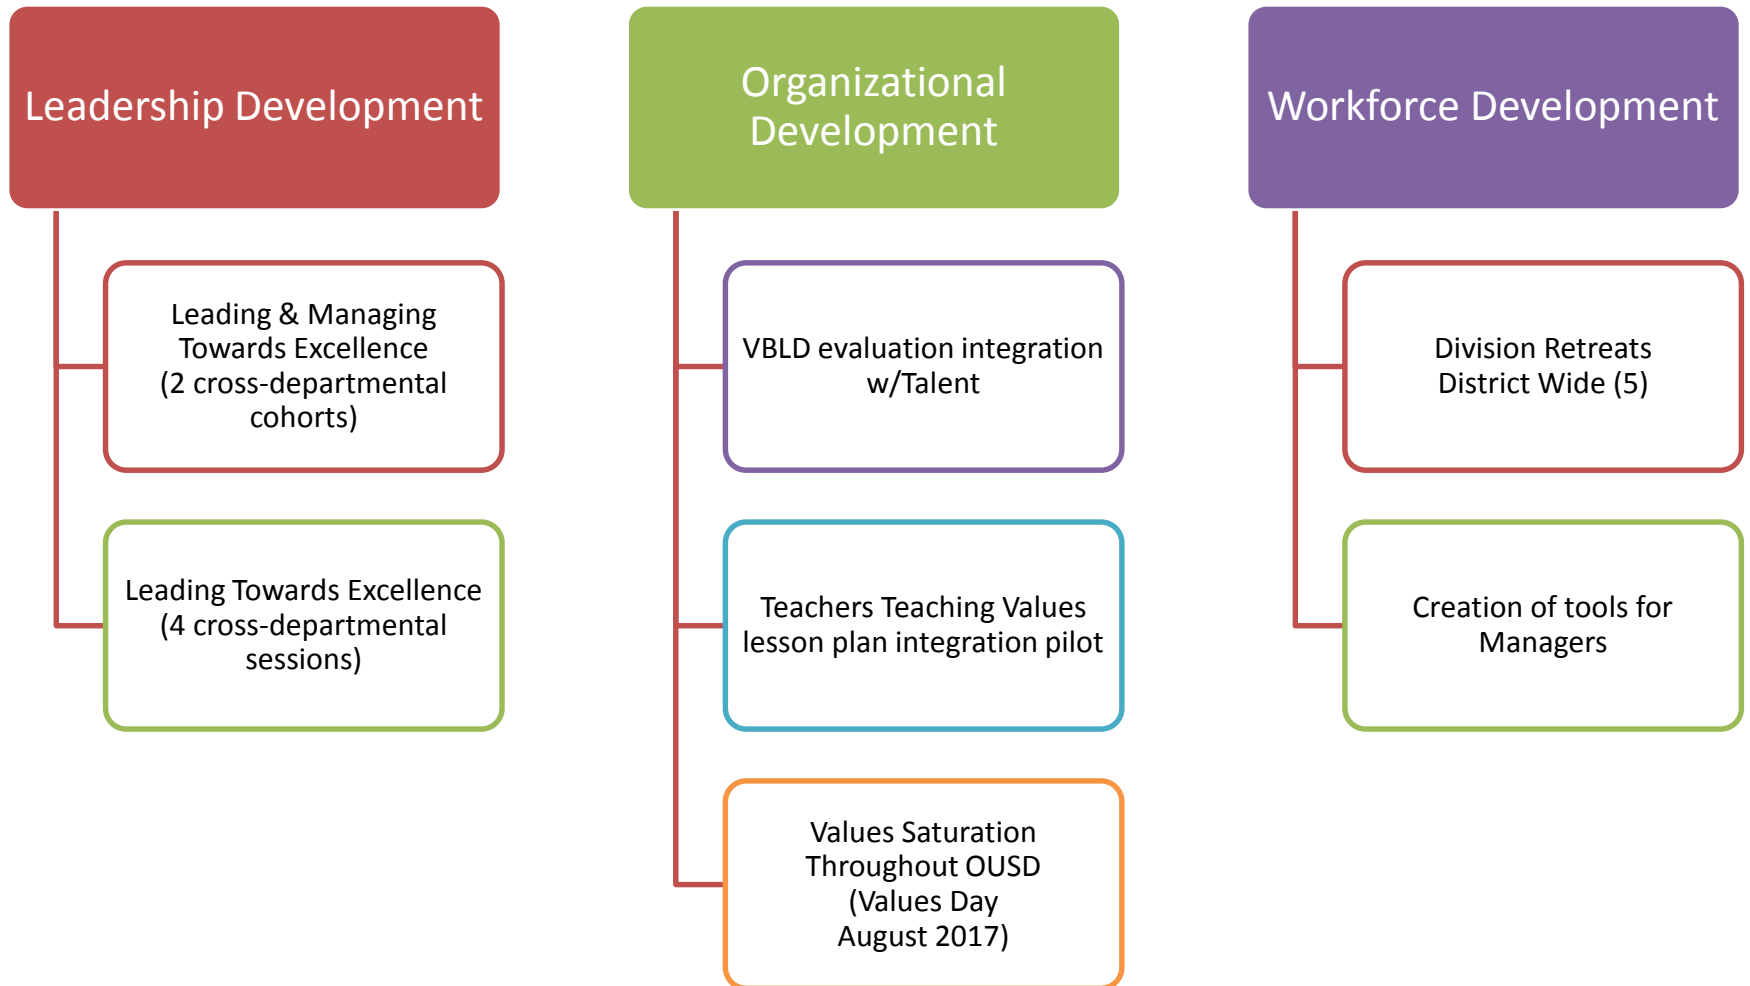 Leadership Development
Leading & Managing
Towards Excellence
(2 cross-departmental
cohorts)
Leading Towards Excellence
(4 cross-departmental
sessions)
Organizational
Development
VBLD evaluation integration
w/Talent
Teachers Teaching Values
lesson plan integration pilot
Values Saturation
Throughout OUSD
(Values Day
August 2017)
Workforce Development
Division Retreats
District Wide (5)
Creation of tools for
Managers